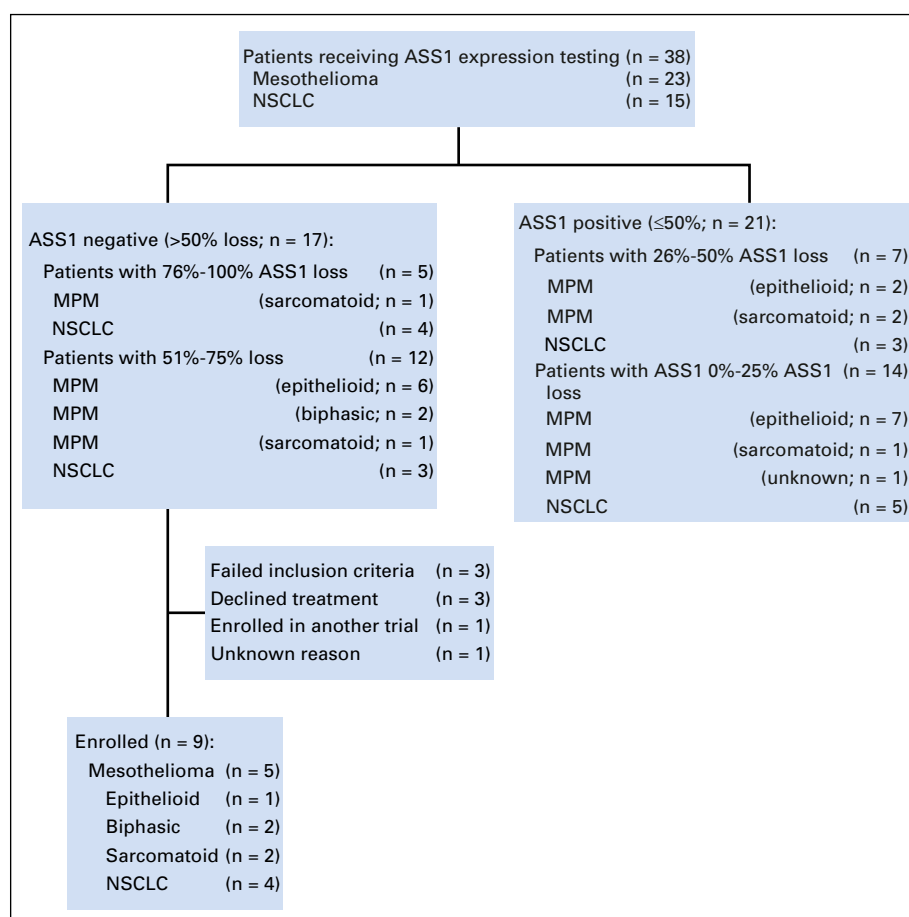 Patients receiving ASS1 expression testing (n = 38)
Mesothelioma (n = 23)
NSCLC (n = 15)
ASS1 negative (>50% loss; n = 17):
Patients with 76%-100% ASS1 loss (n = 5)
MPM (sarcomatoid; n = 1)
NSCLC (n = 4)
Patients with 51%-75% loss (n = 12)
MPM (epithelioid; n = 6)
MPM (biphasic; n = 2)
MPM (sarcomatoid; n = 1)
NSCLC (n = 3)
ASS1 positive (≤50%; n = 21):
Patients with 26%-50% ASS1 loss (n = 7)
MPM (epithelioid; n = 2)
MPM (sarcomatoid; n = 2)
NSCLC (n = 3)
Patients with ASS1 0%-25% ASS1 (n = 14)
loss
MPM (epithelioid; n = 7)
MPM (sarcomatoid; n = 1)
MPM (unknown; n = 1)
NSCLC (n = 5)
Failed inclusion criteria (n = 3)
Declined treatment (n = 3)
Enrolled in another trial (n = 1)
Unknown reason (n = 1)
Enrolled (n = 9):
Mesothelioma (n = 5)
Epithelioid (n = 1)
Biphasic (n = 2)
Sarcomatoid (n = 2)
NSCLC (n = 4)